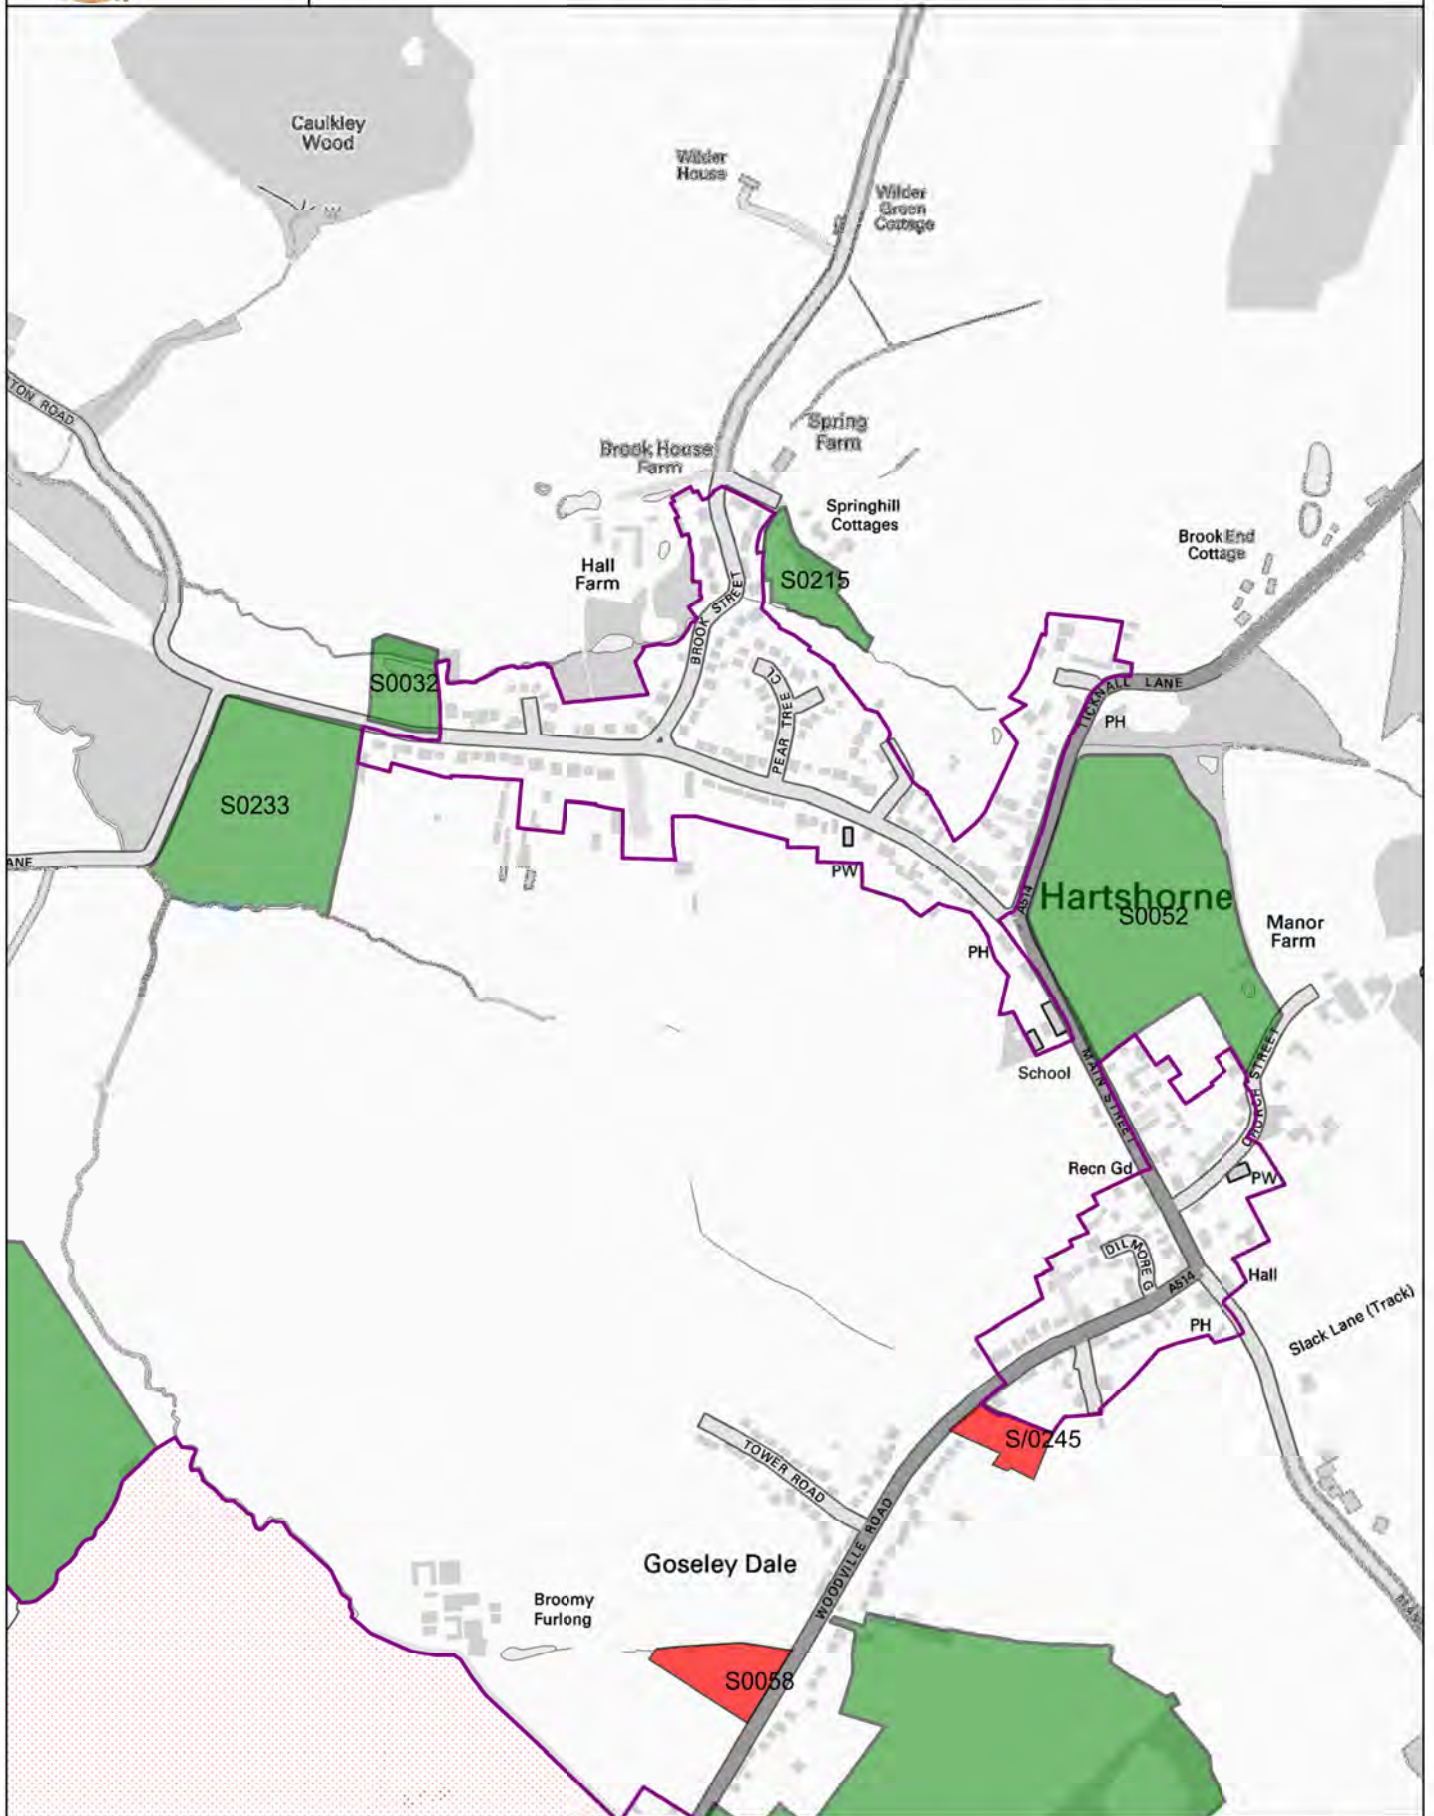 Caulkley
Wood
Wilder
House
Wilder
Green
Cottage
TON ROAD
Spring
Farm
Brook House
Farm
Springhill
Cottages
Brook End
Cottage
Hall
Farm
S0215
BROOK STREET
S0032
PEAR TREE CL
TICKNALL LANE
PH
S0233
ANE
PW
A514
Hartshorne
S0052
Manor
Farm
PH
School
MAIN STREET
CHURCH STREET
Recn Gd
PW
DILMORE G
A514
Hall
PH
Slack Lane (Track)
S/0245
TOWER ROAD
WOODVILLE ROAD
Goseley Dale
Broomy
Furlong
S0058